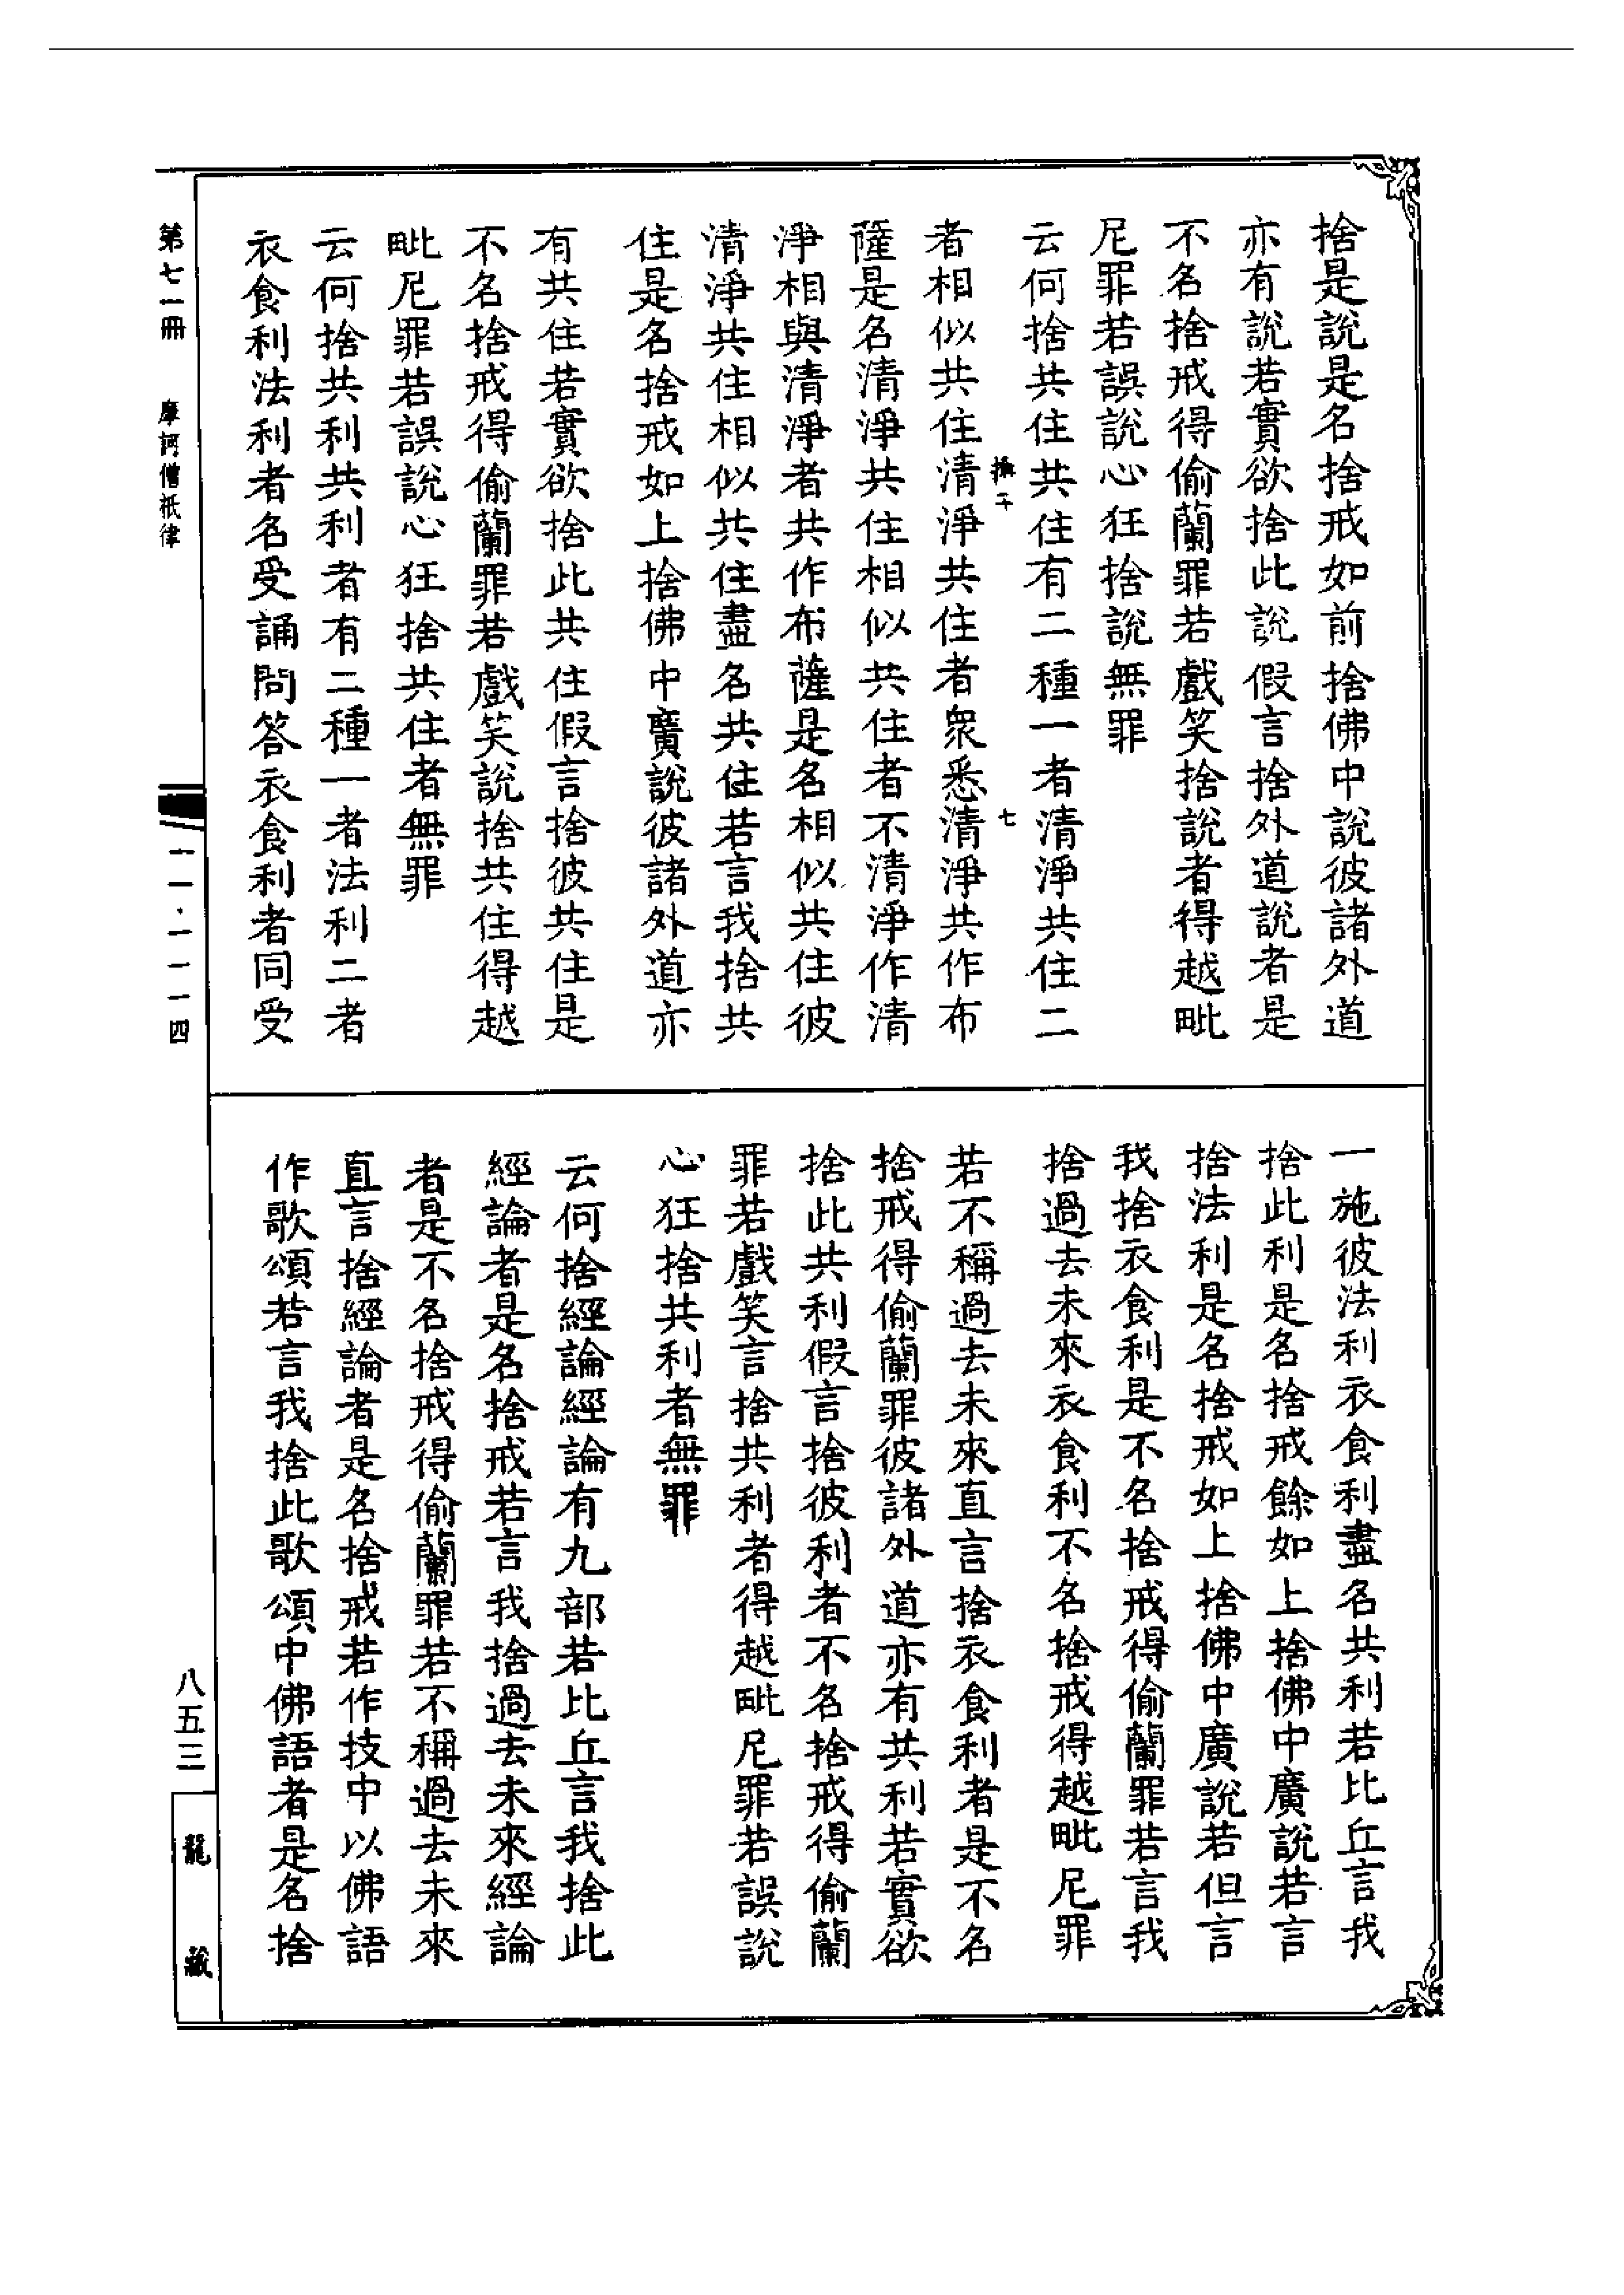 捨是說是名捨戒如前捨佛中說彼諸外道
亦有說若實欲捨此說假言捨外道說者是
不名捨戒得偷蘭罪若戲笑捨說者得越毗
尼罪若誤說心狂捨說無罪
云何捨共住共住有二種一者清淨共住二
七
者相似共住清淨共住者眾悉清淨共作布
薩是名清淨共住相似共住者不清淨作清
淨相與清淨者共作布薩是名相似共住彼
清淨共住相似共住盡名共住若言我捨共
住是名捨戒如上捨佛中廣說彼諸外道亦
有共住若實欲捨此共住假言捨彼共住是
不名捨戒得偷蘭罪若戲笑說捨共住得越
毗尼罪若誤說心狂捨共住者無罪
云何捨共利共利者有二種一者法利二者
衣食利法利者名受誦問答衣食利者同受
一施彼法利衣食利盡名共利若比丘言我
捨此利是名捨戒餘如上捨佛中廣說若言
捨法利是名捨戒如上捨佛中廣說若但言
我捨衣食利是不名捨戒得偷蘭罪若言我
捨過去未來衣食利不名捨戒得越毗尼罪
若不稱過去未來直言捨衣食利者是不名
捨戒得偷蘭罪彼諸外道亦有共利若實欲
捨此共利假言捨彼利者不名捨戒得偷蘭
罪若戲笑言捨共利者得越毗尼罪若誤說
心狂捨共利者無罪
云何捨經論經論有九部若比丘言我捨此
經論者是名捨戒若言我捨過去未來經論
者是不名捨戒得偷蘭罪若不稱過去未來
直言捨經論者是名捨戒若作技中以佛語
作歌頌若言我捨此歌頌中佛語者是名捨
第七一冊 摩訶僧祇律
一一·一一一四
八五三
龍藏